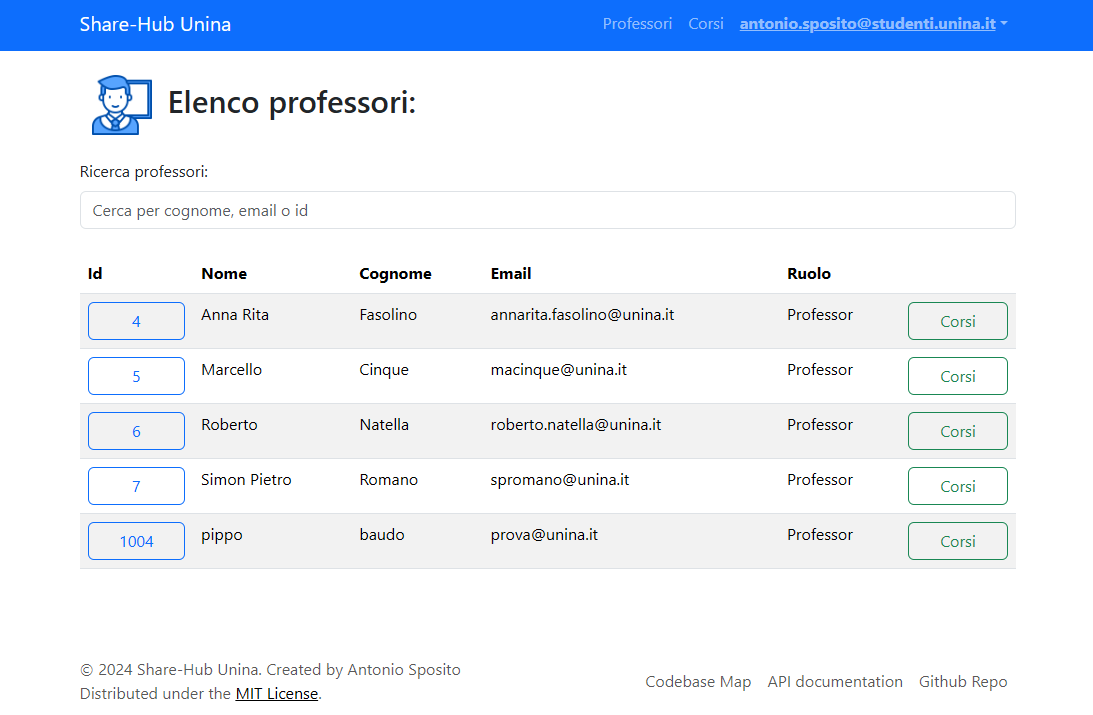 Share-Hub Unina Professori Corsi antonio.sposito@studenti.unina.it
Elenco professori:
Ricerca professori:
Cerca per cognome, email o id
Id Nome Cognome Email Ruolo
4 Anna Rita Fasolino annarita.fasolino@unina.it Professor Corsi
5 Marcello Cinque macinque@unina.it Professor Corsi
6 Roberto Natella roberto.natella@unina.it Professor Corsi
7 Simon Pietro Romano spromano@unina.it Professor Corsi
1004 pippo baudo prova@unina.it Professor Corsi
© 2024 Share-Hub Unina. Created by Antonio Sposito
Distributed under the MIT License.
Codebase Map API documentation Github Repo